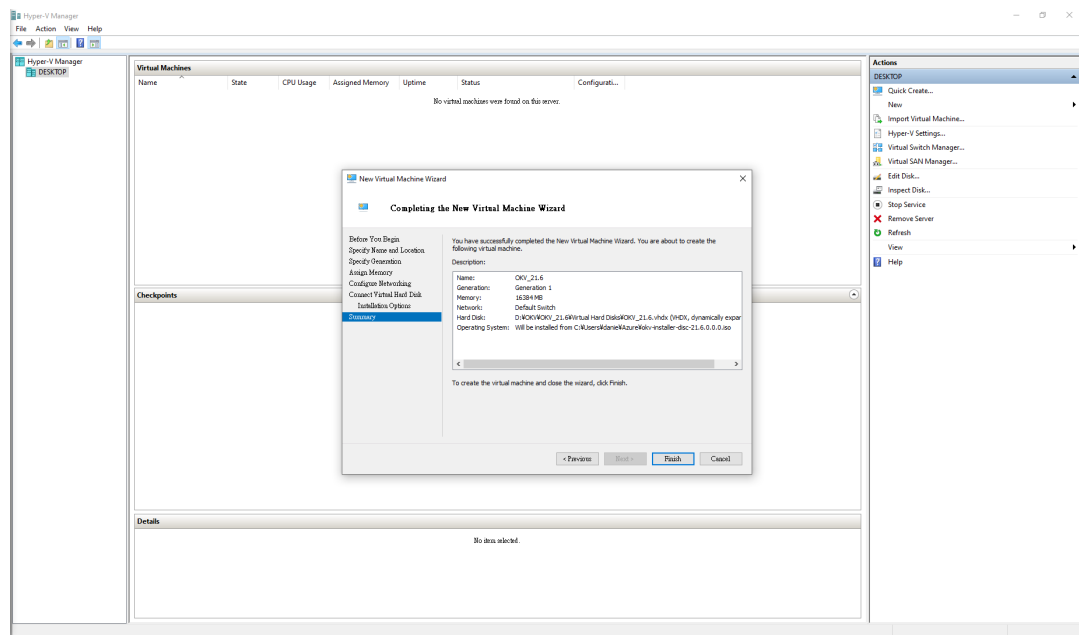 Hyper-V Manager
File Action View Help
Hyper-V Manager
DESKTOP
Virtual Machines
Name State CPU Usage Assigned Memory Uptime Status Configurati...
No virtual machines were found on this server.
New Virtual Machine Wizard
Completing the New Virtual Machine Wizard
Before You Begin
Specify Name and Location
Specify Generation
Assign Memory
Configure Networking
Connect Virtual Hard Disk
Installation Options
Summary
You have successfully completed the New Virtual Machine Wizard. You are about to create the
following virtual machine.
Description:
Name: OKV_21.6
Generation: Generation 1
Memory: 16384 MB
Network: Default Switch
Hard Disk: D:¥OKV¥OKV_21.6¥Virtual Hard Disks¥OKV_21.6.vhdx (VHDX, dynamically expar
Operating System: Will be installed from C:¥Users¥daniel¥Azure¥okv-installer-disc-21.6.0.0.0.iso
To create the virtual machine and close the wizard, click Finish.
< Previous Next > Finish Cancel
Checkpoints
Details
No item selected.
Actions
DESKTOP
Quick Create...
New
Import Virtual Machine...
Hyper-V Settings...
Virtual Switch Manager...
Virtual SAN Manager...
Edit Disk...
Inspect Disk...
Stop Service
Remove Server
Refresh
View
Help